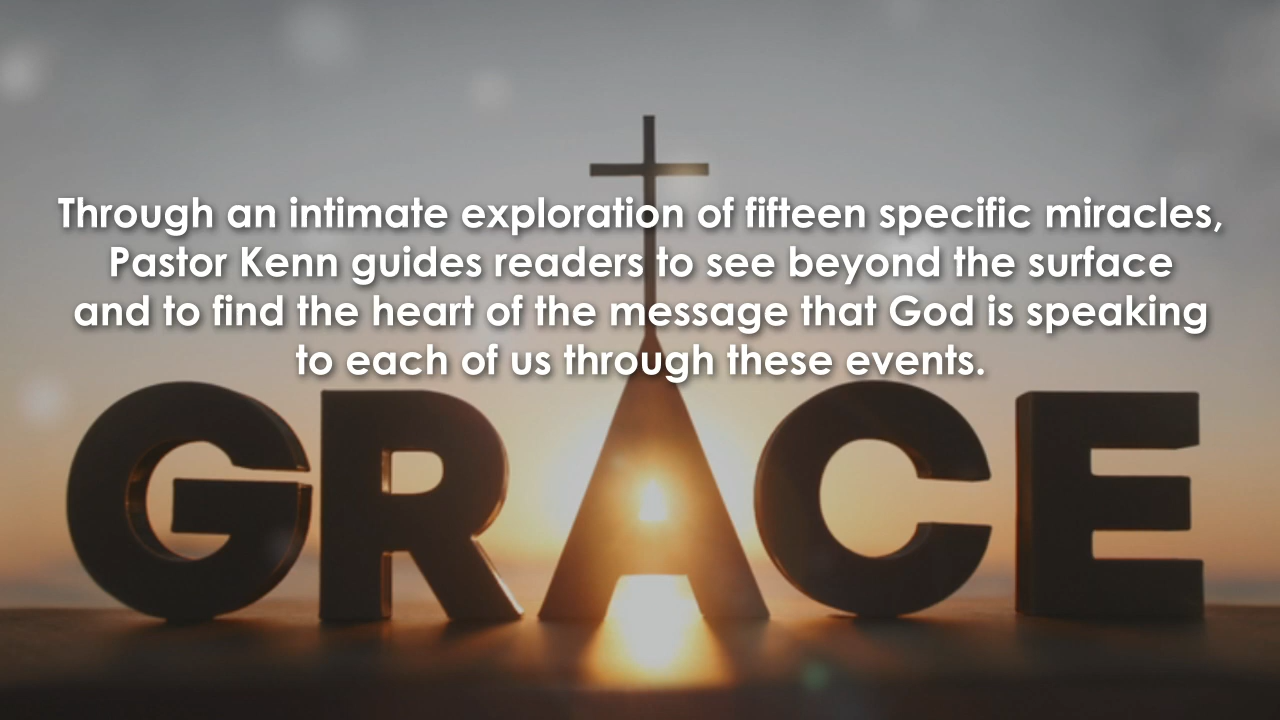 Through an intimate exploration of fifteen specific miracles,
Pastor Kenn guides readers to see beyond the surface
and to find the heart of the message that God is speaking
to each of us through these events.
GRACE